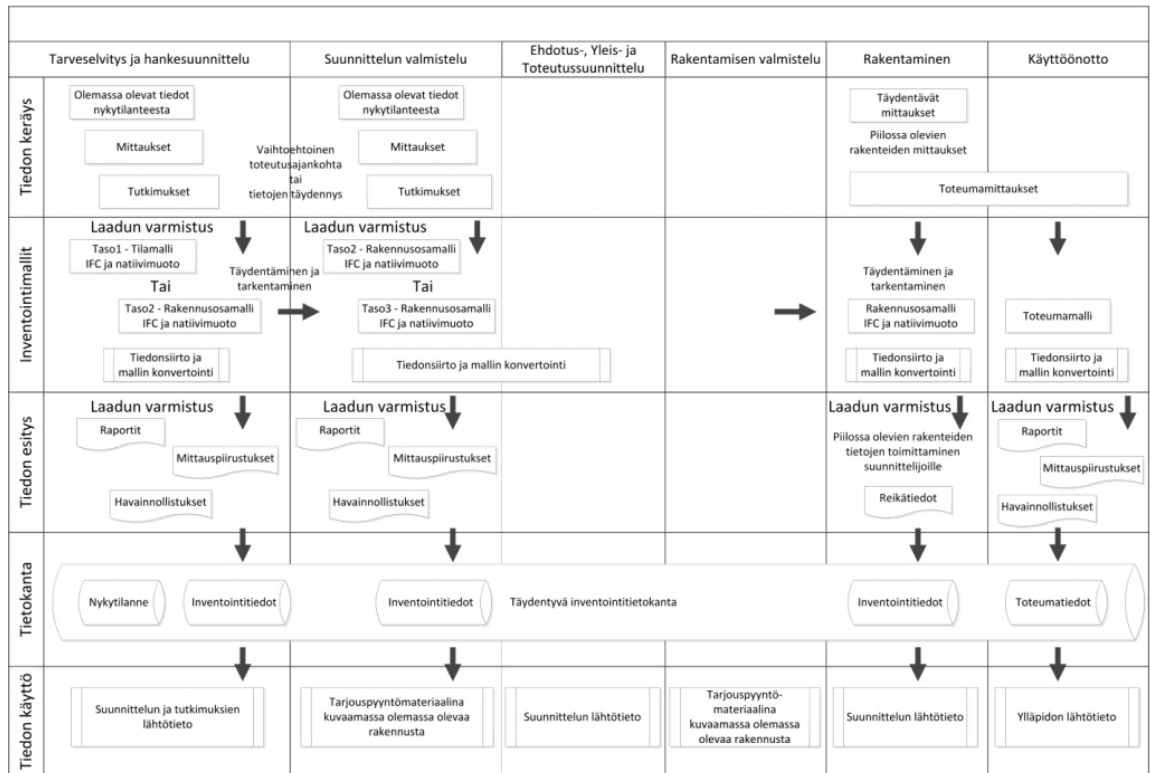 Tarveselvitys ja hankesuunnittelu
Suunnittelun valmistelu
Ehdotus-, Yleis- ja
Toteutussuunnittelu
Rakentamisen valmistelu
Rakentaminen
Käyttöönotto
Tiedon keräys
Olemassa olevat tiedot
nykytilanteesta
Mittaukset
Tutkimukset
Vaihtoehtoinen
toteutusajankohta
tai
tietojen täydennys
Olemassa olevat tiedot
nykytilanteesta
Mittaukset
Tutkimukset
Täydentävät
mittaukset
Piilossa olevien
rakenteiden mittaukset
Toteumamittaukset
Inventointimallit
Laadun varmistus
Taso1 - Tilamalli
IFC ja natiivimuoto
Tai
Taso2 - Rakennusosamalli
IFC ja natiivimuoto
Tiedonsiirto ja
mallin konvertointi
Täydentäminen ja
tarkentaminen
Laadun varmistus
Taso2 - Rakennusosamalli
IFC ja natiivimuoto
Tai
Taso3 - Rakennusosamalli
IFC ja natiivimuoto
Tiedonsiirto ja mallin konvertointi
Täydentäminen ja
tarkentaminen
Rakennusosamalli
IFC ja natiivimuoto
Tiedonsiirto ja
mallin konvertointi
Toteumamalli
Tiedonsiirto ja
mallin konvertointi
Tiedon esitys
Laadun varmistus
Raportit
Mittauspiirustukset
Havainnollistukset
Laadun varmistus
Raportit
Mittauspiirustukset
Havainnollistukset
Laadun varmistus
Piilossa olevien rakenteiden
tietojen toimittaminen
suunnittelijoille
Reikätiedot
Laadun varmistus
Raportit
Mittauspiirustukset
Havainnollistukset
Tietokanta
Nykytilanne
Inventointitiedot
Inventointitiedot
Täydentyvä inventointitietokanta
Inventointitiedot
Toteumatiedot
Tiedon käyttö
Suunnittelun ja tutkimuksien
lähtötieto
Tarjouspyyntömateriaalina
kuvaamassa olemassa olevaa
rakennusta
Suunnittelun lähtötieto
Tarjouspyyntö-
materiaalina
kuvaamassa olemassa
olevaa rakennusta
Suunnittelun lähtötieto
Ylläpidon lähtötieto